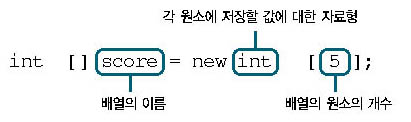 각 원소에 저장할 값에 대한 자료형
int [] score = new int [5];
배열의 이름 배열의 원소의 개수